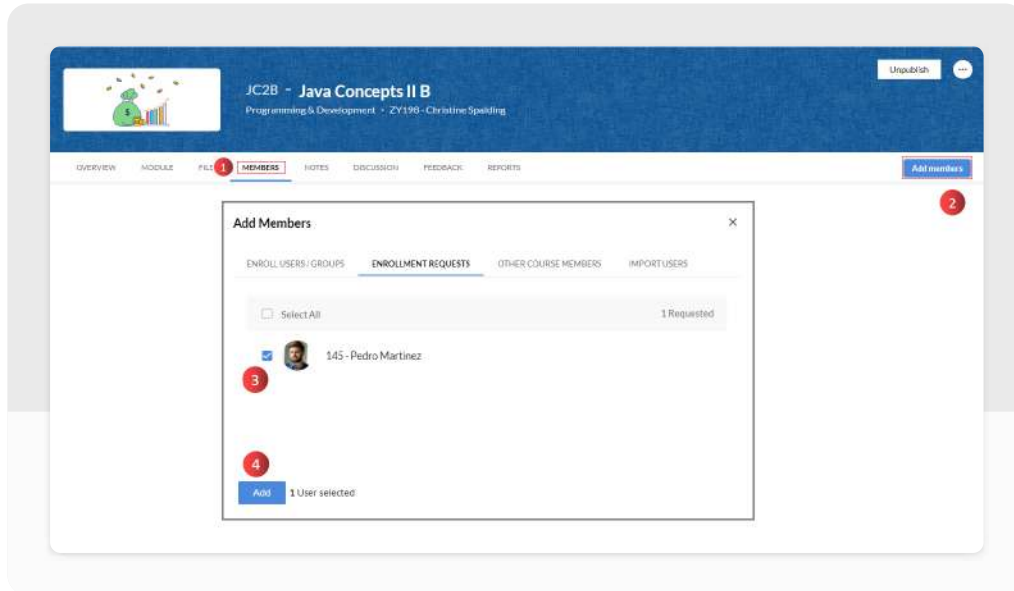 Unpublish
JC2B - Java Concepts II B
Programming & Development • ZY198 - Christine Spalding
OVERVIEW MODULE FILE 1 MEMBERS NOTES DISCUSSION FEEDBACK REPORTS Add members
2
Add Members ×
ENROLL USERS / GROUPS ENROLLMENT REQUESTS OTHER COURSE MEMBERS IMPORT USERS
Select All 1 Requested
145 - Pedro Martinez
3
4
Add 1 User selected